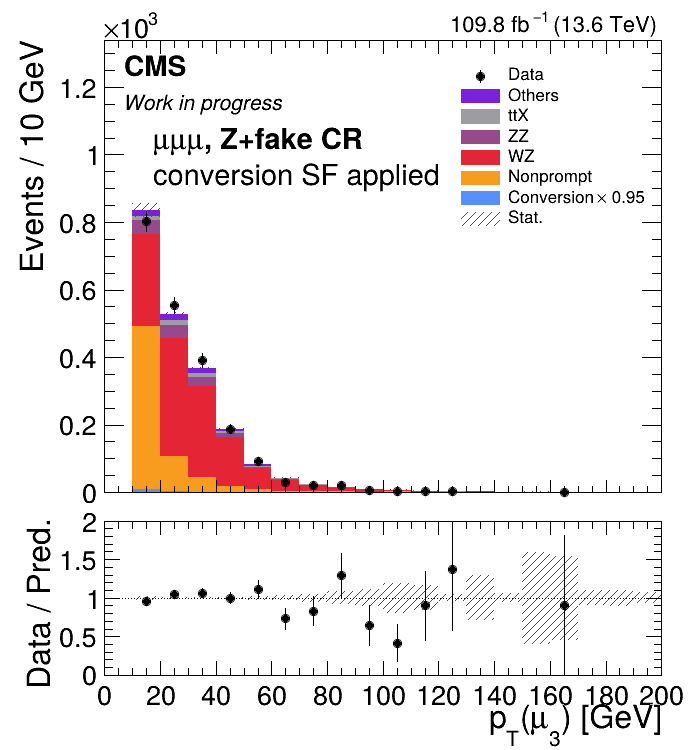 ×10³
109.8 fb⁻¹ (13.6 TeV)
CMS
Work in progress
μμμ, Z+fake CR
conversion SF applied
Data
Others
ttX
ZZ
WZ
Nonprompt
Conversion × 0.95
Stat.
Events / 10 GeV
1.2
1
0.8
0.6
0.4
0.2
0
Data / Pred.
2
1.5
1
0.5
0
0 20 40 60 80 100 120 140 160 180 200
p_T(μ_3) [GeV]